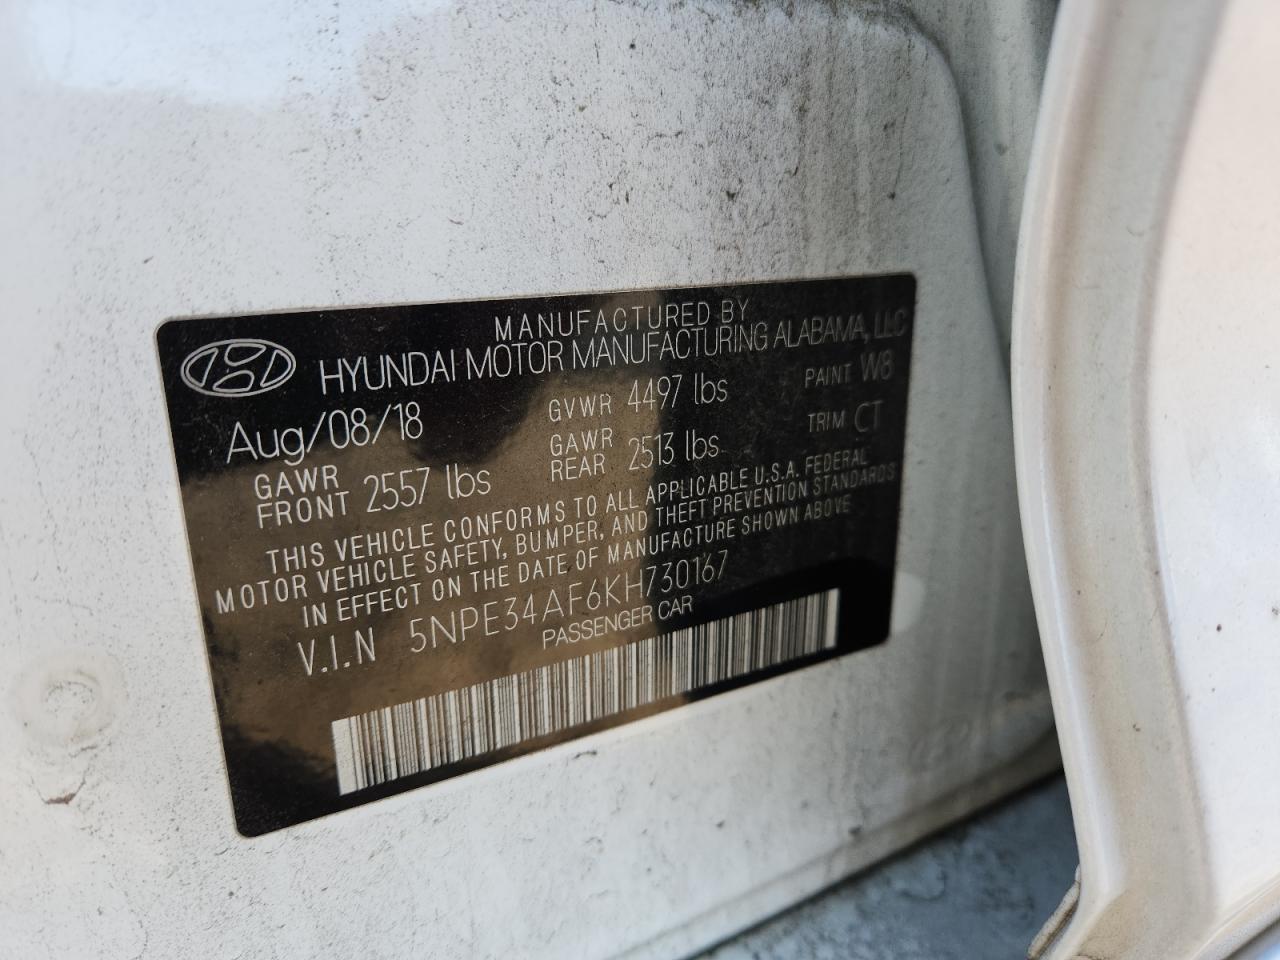 MANUFACTURED BY
HYUNDAI MOTOR MANUFACTURING ALABAMA, LLC
Aug/08/18 GVWR 4497 lbs PAINT W8
GAWR FRONT 2557 lbs GAWR REAR 2513 lbs TRIM CT
THIS VEHICLE CONFORMS TO ALL APPLICABLE U.S.A. FEDERAL
MOTOR VEHICLE SAFETY, BUMPER, AND THEFT PREVENTION STANDARDS
IN EFFECT ON THE DATE OF MANUFACTURE SHOWN ABOVE
V.I.N 5NPE34AF6KH730167
PASSENGER CAR